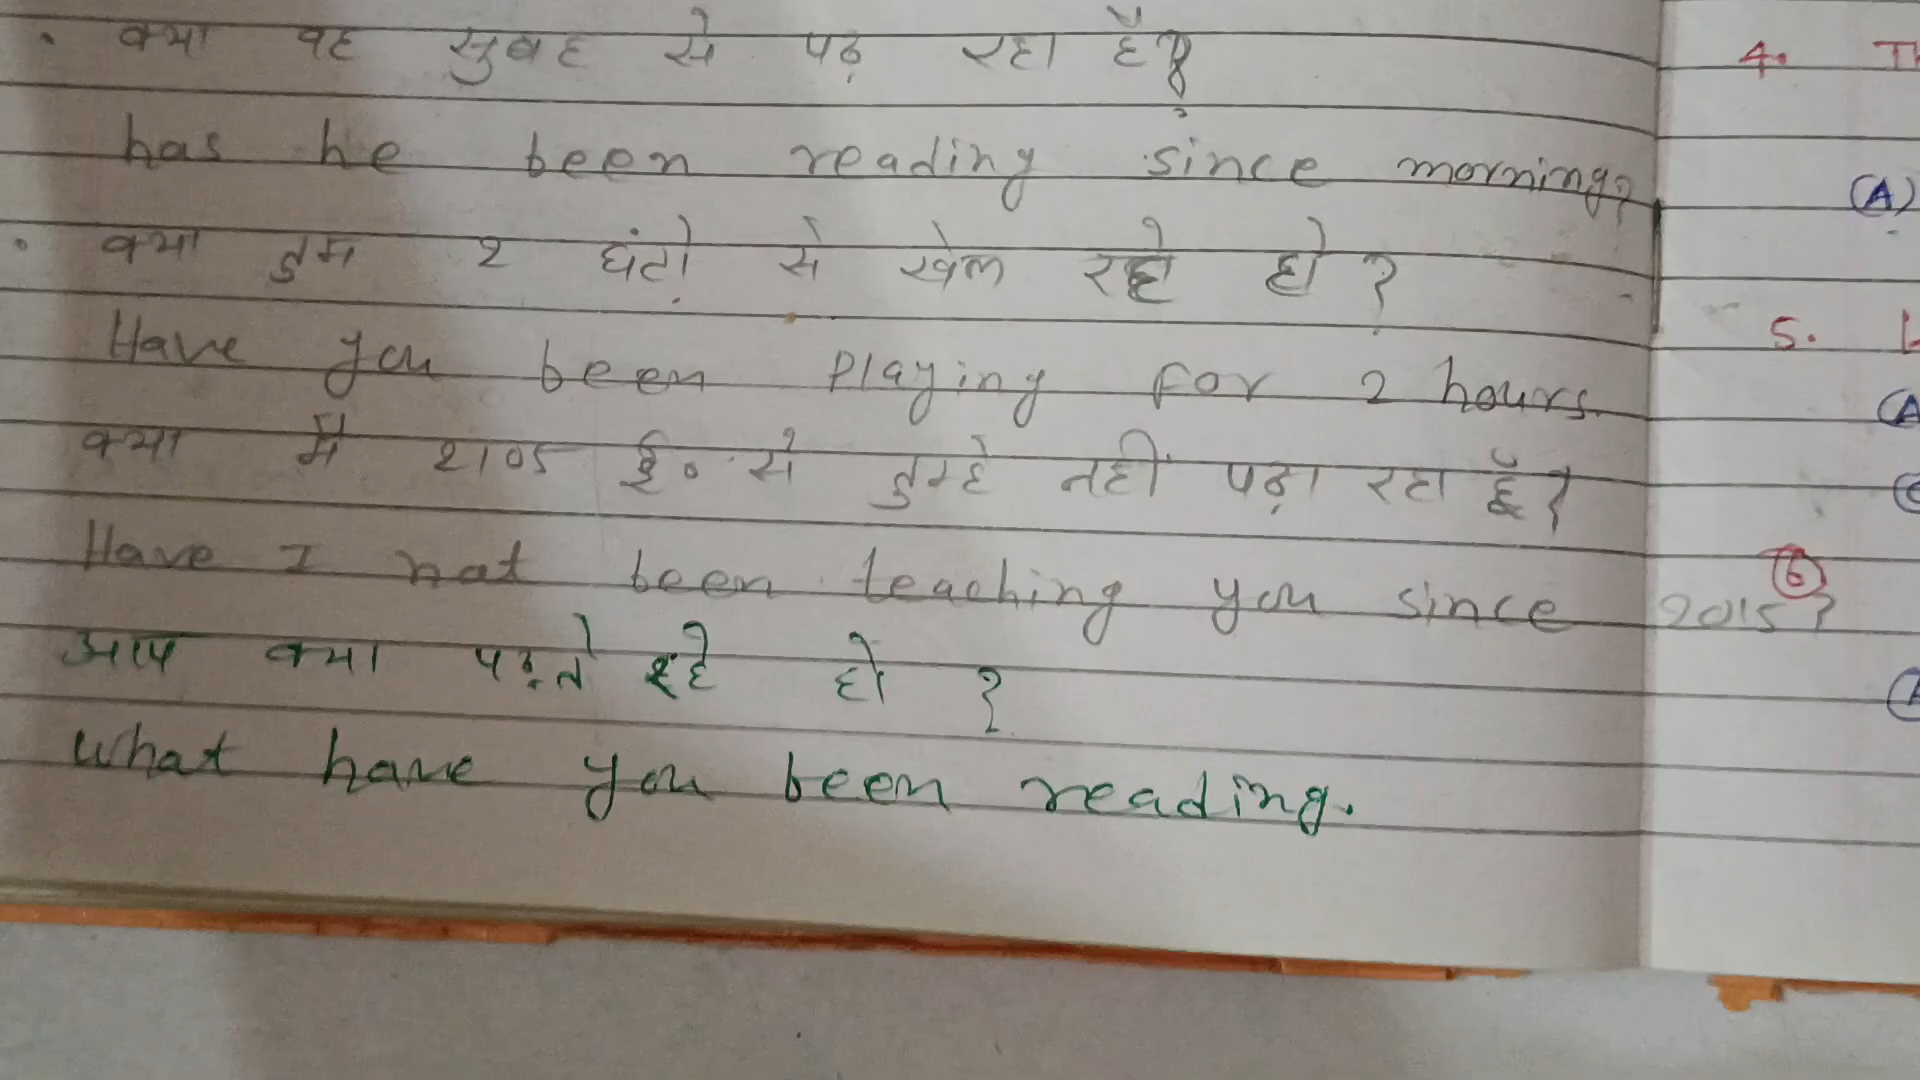 . क्या वह सुबह से पढ़ रहा है?
has he been reading since morning?
. क्या तुम 2 घंटो से खेल रहे हो ?
Have you been Playing for 2 hours.
क्या मैं 2105 ई० से तुम्हे नहीं पढ़ा रहा हूँ?
Have I not been teaching you since 2015?
आप क्या पढ़ते रहे हो ?
What have you been reading.
4.
(A)
5.
(A
6